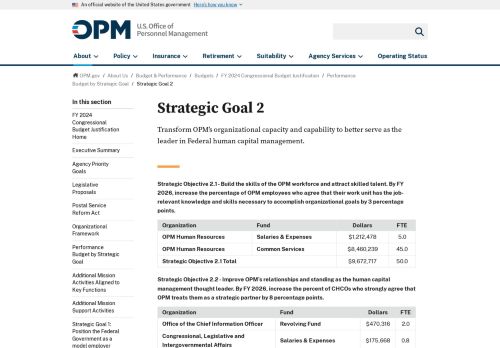 An official website of the United States government Here's how you know
OPM
U.S. Office of
Personnel Management
About Policy Insurance Retirement Suitability Agency Services Operating Status
OPM.gov / About Us / Budget & Performance / Budgets / FY 2024 Congressional Budget Justification / Performance
Budget by Strategic Goal / Strategic Goal 2
In this section
FY 2024
Congressional
Budget Justification
Home
Executive Summary
Agency Priority
Goals
Legislative
Proposals
Postal Service
Reform Act
Organizational
Framework
Performance
Budget by Strategic
Goal
Additional Mission
Activities Aligned to
Key Functions
Additional Mission
Support Activities
Strategic Goal 1:
Position the Federal
Government as a
model employer
Strategic Goal 2
Transform OPM's organizational capacity and capability to better serve as the
leader in Federal human capital management.
Strategic Objective 2.1 - Build the skills of the OPM workforce and attract skilled talent. By FY
2026, increase the percentage of OPM employees who agree that their work unit has the job-
relevant knowledge and skills necessary to accomplish organizational goals by 3 percentage
points.
Organization Fund Dollars FTE
OPM Human Resources Salaries & Expenses $1,212,478 5.0
OPM Human Resources Common Services $8,460,239 45.0
Strategic Objective 2.1 Total $9,672,717 50.0
Strategic Objective 2.2 - Improve OPM's relationships and standing as the human capital
management thought leader. By FY 2026, increase the percent of CHCOs who strongly agree that
OPM treats them as a strategic partner by 8 percentage points.
Organization Fund Dollars FTE
Office of the Chief Information Officer Revolving Fund $470,316 2.0
Congressional, Legislative and
Intergovernmental Affairs Salaries & Expenses $175,668 0.8